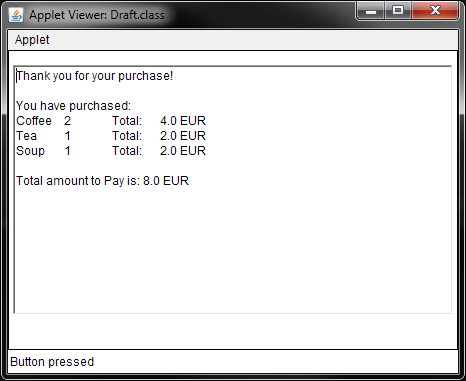 Applet Viewer: Draft.class
Applet
Thank you for your purchase!
You have purchased:
Coffee 2 Total: 4.0 EUR
Tea 1 Total: 2.0 EUR
Soup 1 Total: 2.0 EUR
Total amount to Pay is: 8.0 EUR
Button pressed